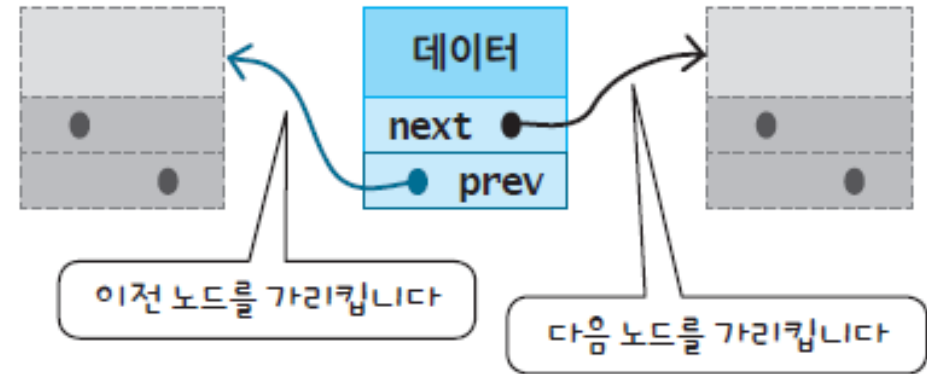 데이터
next
prev
이전 노드를 가리킵니다
다음 노드를 가리킵니다